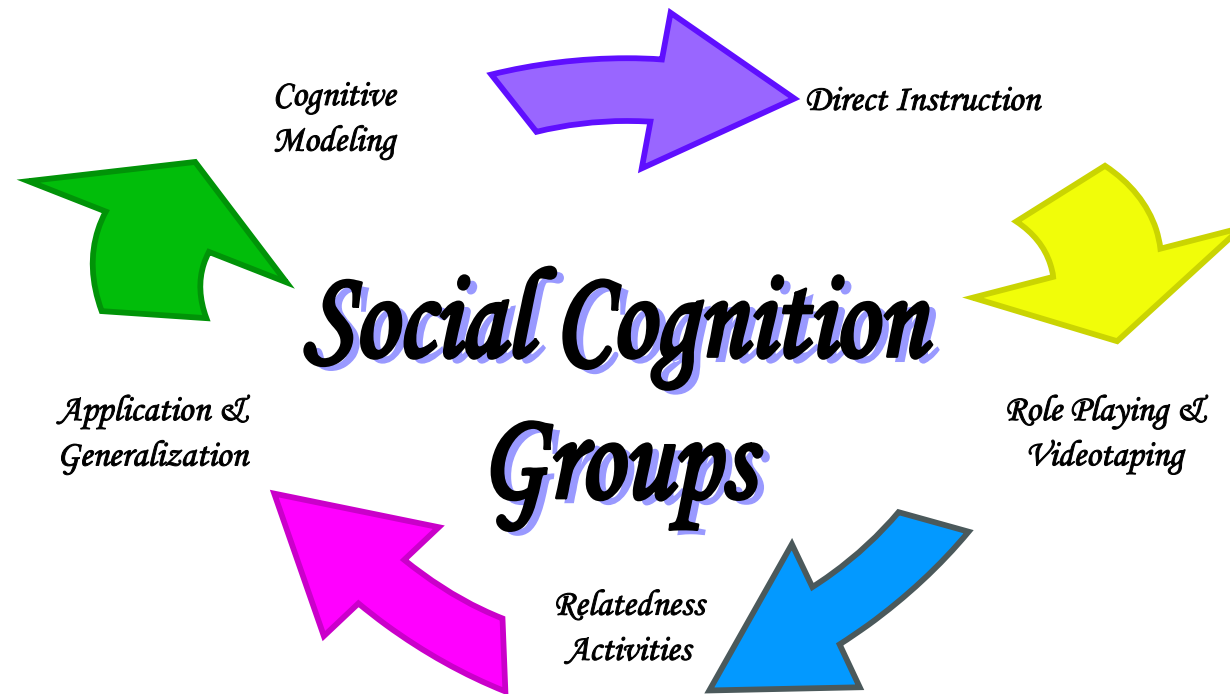 Cognitive
Modeling
Direct Instruction
Social Cognition
Groups
Application &
Generalization
Role Playing &
Videotaping
Relatedness
Activities